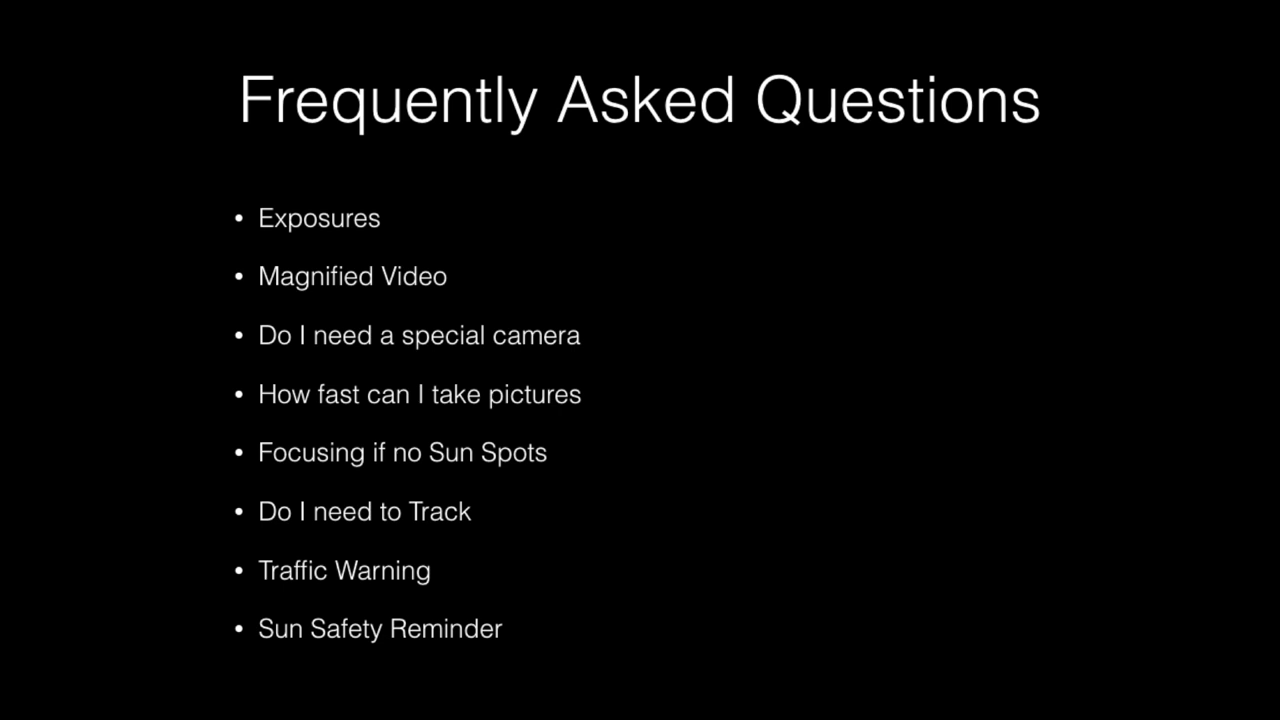 Frequently Asked Questions
• Exposures
• Magnified Video
• Do I need a special camera
• How fast can I take pictures
• Focusing if no Sun Spots
• Do I need to Track
• Traffic Warning
• Sun Safety Reminder